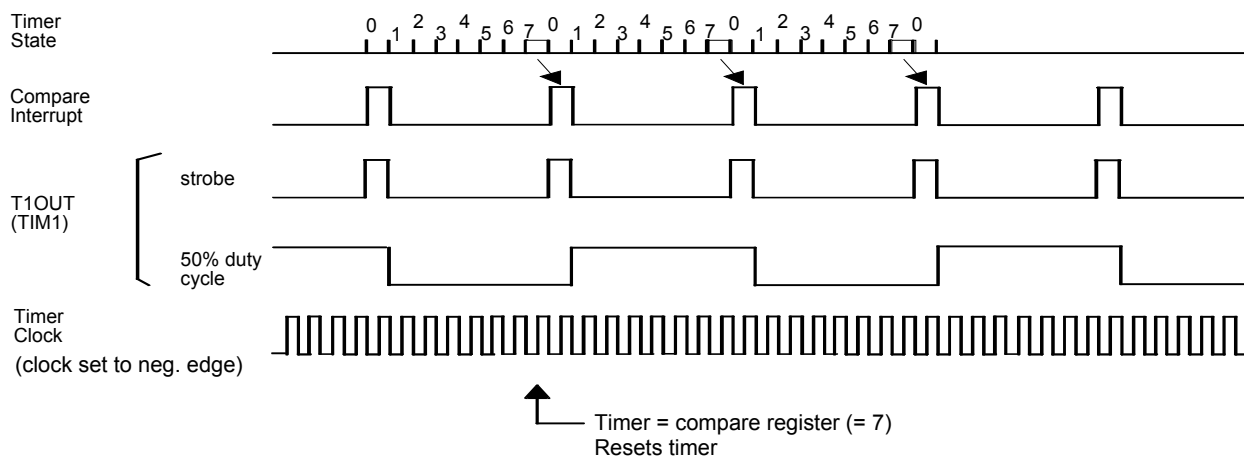 Timer
State
0 1 2 3 4 5 6 7 0 1 2 3 4 5 6 7 0 1 2 3 4 5 6 7 0
Compare
Interrupt
T1OUT
(TIM1)
strobe
50% duty
cycle
Timer
Clock
(clock set to neg. edge)
Timer = compare register (= 7)
Resets timer